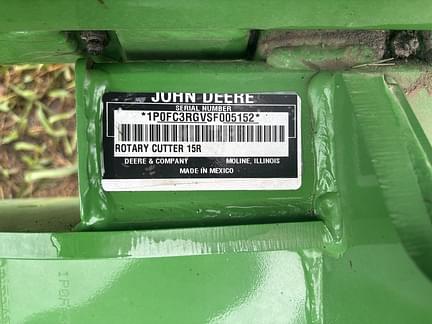 JOHN DEERE
SERIAL NUMBER
*1P0FC3RGVSF005152*
ROTARY CUTTER 15R
DEERE & COMPANY MOLINE, ILLINOIS
MADE IN MEXICO